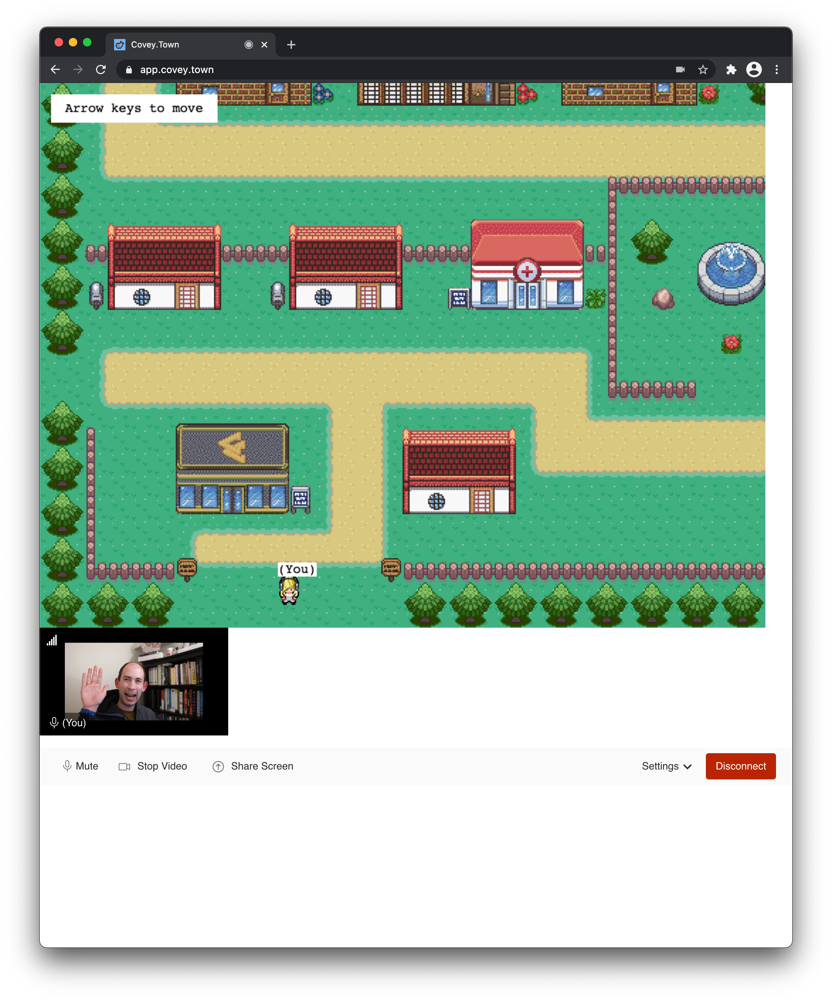 Covey.Town
app.covey.town
Arrow keys to move
(You)
(You)
Mute Stop Video Share Screen Settings Disconnect